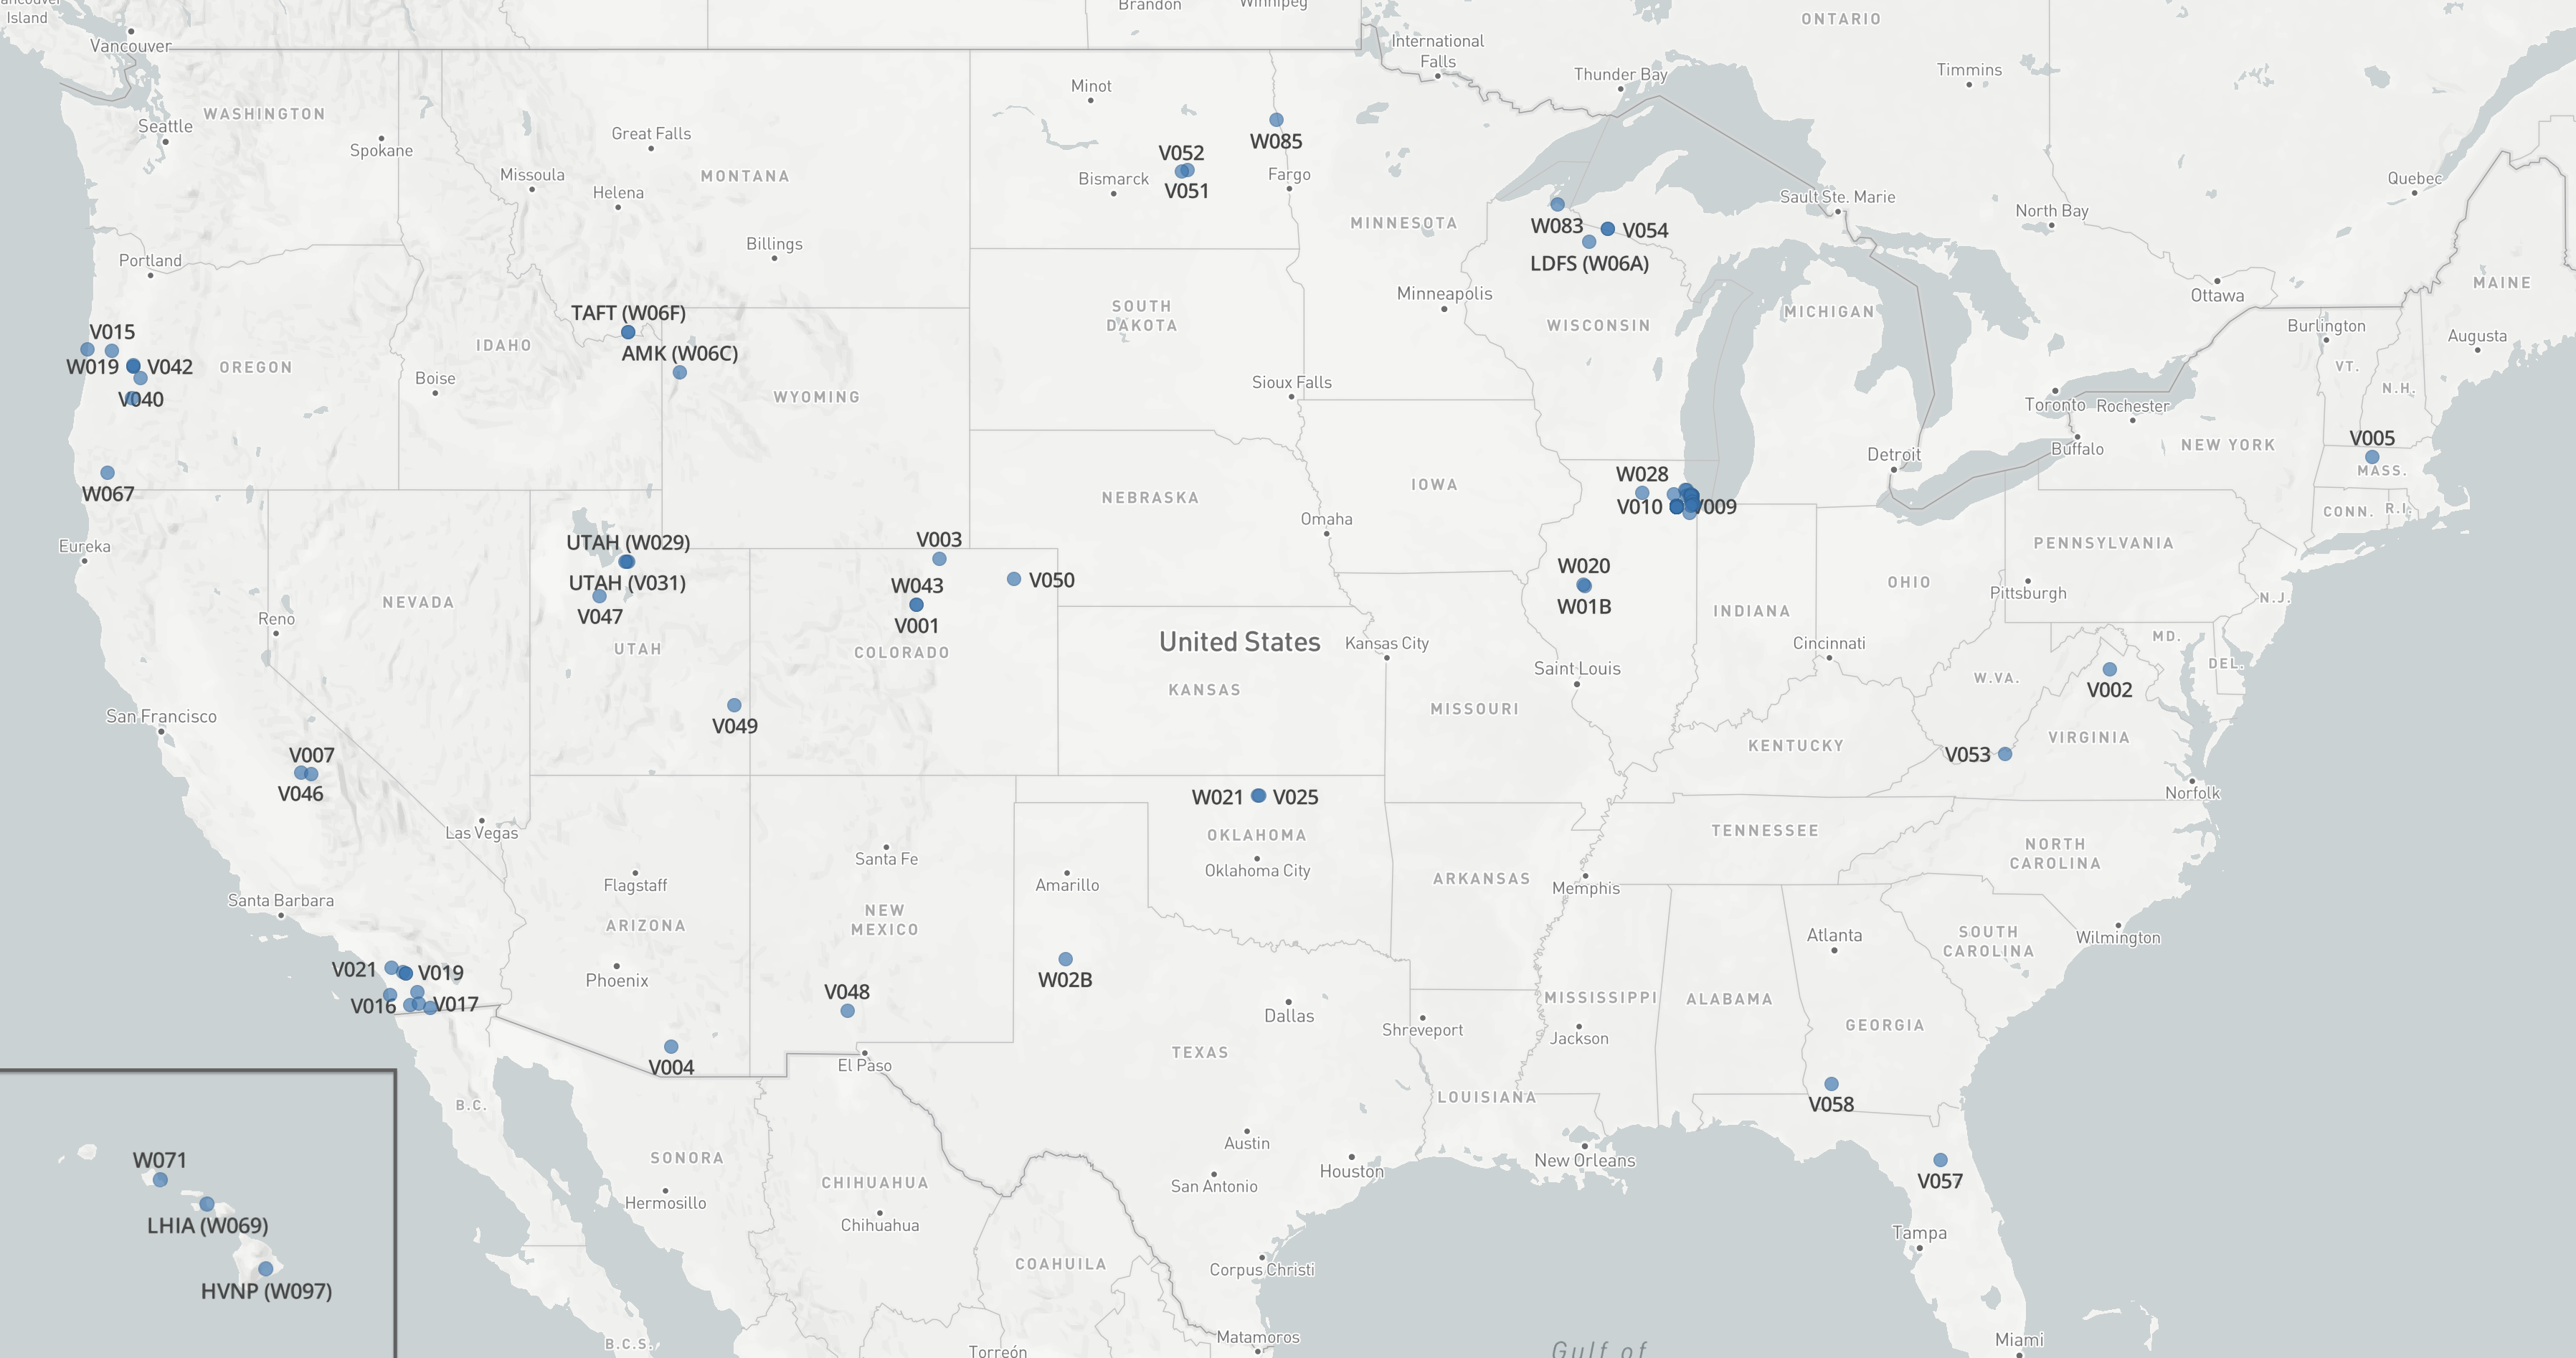 Vancouver
Island
Brandon
Winnipeg
ONTARIO
Vancouver
International
Falls
Thunder Bay
Timmins
Minot
WASHINGTON
Seattle
Spokane
Great Falls
W085
V052
Missoula
MONTANA
Bismarck
Fargo
V051
Quebec
Helena
Sault Ste. Marie
North Bay
MINNESOTA
W083
V054
Billings
Portland
LDFS (W06A)
MAINE
Minneapolis
Ottawa
TAFT (W06F)
SOUTH
DAKOTA
MICHIGAN
WISCONSIN
Burlington
V015
IDAHO
Augusta
AMK (W06C)
W019
V042
OREGON
VT.
Boise
Sioux Falls
N.H.
WYOMING
V040
Toronto
Rochester
V005
NEW YORK
Buffalo
Detroit
MASS.
W028
IOWA
W067
NEBRASKA
V010
V009
CONN.
R.I.
Omaha
V003
UTAH (W029)
Eureka
PENNSYLVANIA
W020
V050
UTAH (V031)
W043
OHIO
Pittsburgh
N.J.
NEVADA
W01B
INDIANA
V047
Reno
V001
MD.
United States
Kansas City
Cincinnati
UTAH
COLORADO
DEL.
Saint Louis
W.VA.
KANSAS
V002
MISSOURI
San Francisco
V049
VIRGINIA
KENTUCKY
V007
V053
V046
Norfolk
W021
V025
Las Vegas
TENNESSEE
OKLAHOMA
NORTH
CAROLINA
Santa Fe
Oklahoma City
ARKANSAS
Flagstaff
Amarillo
Memphis
Santa Barbara
NEW
MEXICO
ARIZONA
SOUTH
CAROLINA
Atlanta
Wilmington
V021
V019
Phoenix
W02B
V048
MISSISSIPPI
ALABAMA
V016
V017
Dallas
GEORGIA
Shreveport
Jackson
TEXAS
V004
El Paso
LOUISIANA
B.C.
V058
Austin
SONORA
W071
New Orleans
Houston
CHIHUAHUA
San Antonio
V057
Hermosillo
LHIA (W069)
Chihuahua
Tampa
COAHUILA
Corpus Christi
HVNP (W097)
Matamoros
Miami
B.C.S.
Torreón
Gulf of